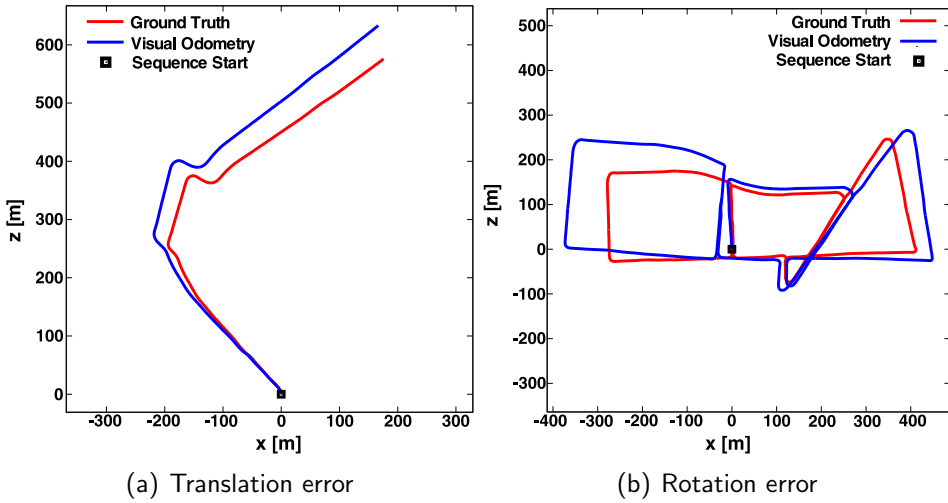 Ground Truth
Visual Odometry
Sequence Start
600
500
400
300
200
100
0
z [m]
-300 -200 -100 0 100 200 300
x [m]
(a) Translation error
Ground Truth
Visual Odometry
Sequence Start
500
400
300
200
100
0
-100
-200
-300
z [m]
-400 -300 -200 -100 0 100 200 300 400
x [m]
(b) Rotation error